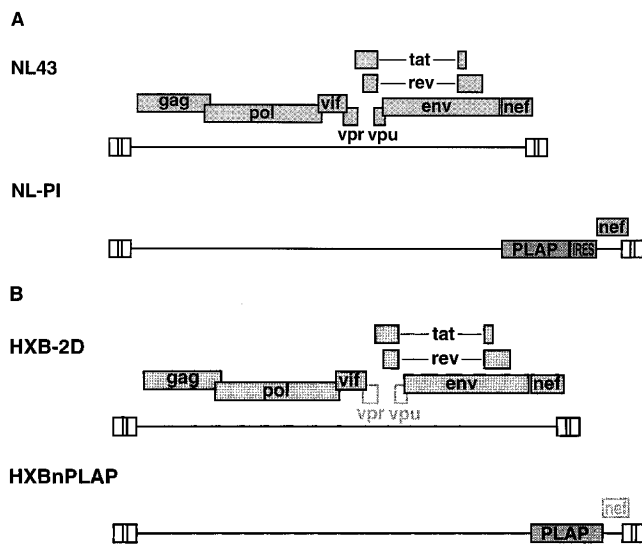 A
NL43
tat
rev
gag
pol
vif
env
nef
vpr
vpu
NL-PI
nef
PLAP
IRES
B
HXB-2D
tat
rev
gag
pol
vif
env
nef
vpr
vpu
HXBnPLAP
nef
PLAP